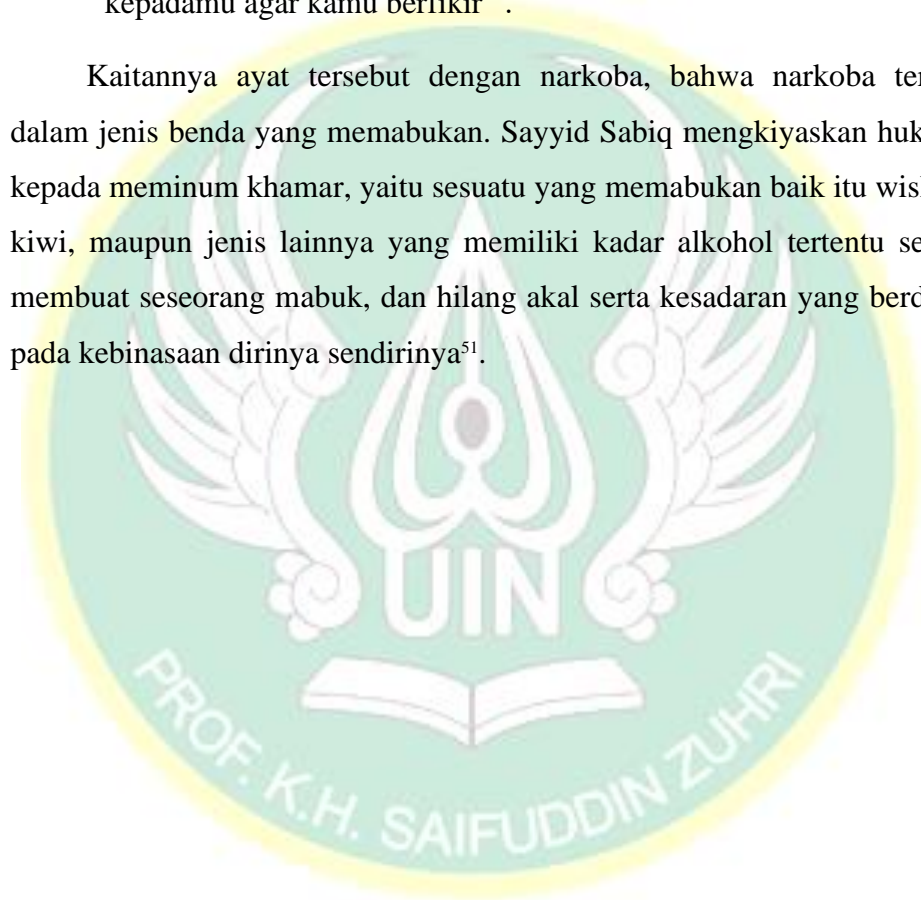 kepadamu agar kamu berfikir
Kaitannya ayat tersebut dengan narkoba, bahwa narkoba
dalam jenis benda yang memabukan. Sayyid Sabiq mengkiyaskan
kepada meminum khamar, yaitu sesuatu yang memabukan baik itu
kiwi, maupun jenis lainnya yang memiliki kadar alkohol tertentu
membuat seseorang mabuk, dan hilang akal serta kesadaran yang
pada kebinasaan dirinya sendirinya⁵¹.
UIN
PROF. K.H. SAIFUDDIN ZUHRI